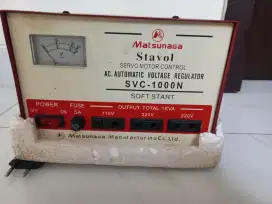 Matsunaga
Stavol
SERVO MOTOR CONTROL
AC. AUTOMATIC VOLTAGE REGULATOR
SVC-1000N
SOFT START
POWER FUSE OUTPUT TOTAL 1KVA
5A 110V 220V 220V
Matsunaga Manufacturing Co.Ltd.